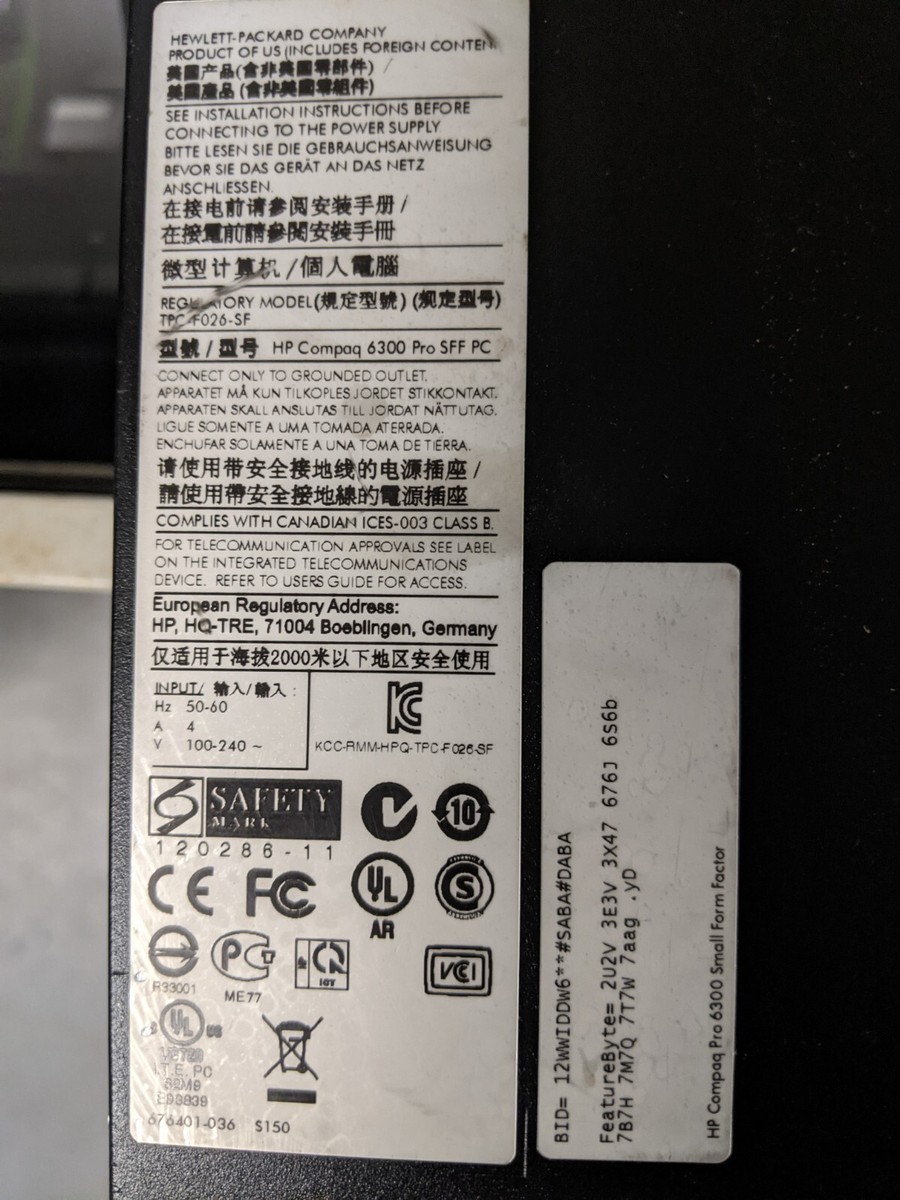 HEWLETT-PACKARD COMPANY
PRODUCT OF US (INCLUDES FOREIGN CONTEN
美國产品(含非美國零部件) /
美國產品 (含非美國零組件)
SEE INSTALLATION INSTRUCTIONS BEFORE
CONNECTING TO THE POWER SUPPLY
BITTE LESEN SIE DIE GEBRAUCHSANWEISUNG
BEVOR SIE DAS GERÄT AN DAS NETZ
ANSCHLIESSEN.
在接电前请参阅安装手册 /
在接電前請參閱安裝手冊
微型计算机 /個人電腦
REGULATORY MODEL(規定型號) (规定型号)
TPC-F026-SF
型號 / 型号 HP Compaq 6300 Pro SFF PC
CONNECT ONLY TO GROUNDED OUTLET.
APPARATET MÅ KUN TILKOPLES JORDET STIKKONTAKT.
APPARATEN SKALL ANSLUTAS TILL JORDAT NÄTTUTAG.
LIGUE SOMENTE A UMA TOMADA ATERRADA.
ENCHUFAR SOLAMENTE A UNA TOMA DE TIERRA.
请使用带安全接地线的电源插座 /
請使用帶安全接地線的電源插座
COMPLIES WITH CANADIAN ICES-003 CLASS B.
FOR TELECOMMUNICATION APPROVALS SEE LABEL
ON THE INTEGRATED TELECOMMUNICATIONS
DEVICE. REFER TO USERS GUIDE FOR ACCESS.
European Regulatory Address:
HP, HQ-TRE, 71004 Boeblingen, Germany
仅适用于海拔2000米以下地区安全使用
INPUT/ 输入/輸入 :
Hz 50-60
A 4
V 100-240 ~
KCC-RMM-HPQ-TPC-F026-SF
SAFETY
MARK
120286-11
10
CE FC UL S
AR
R33001
PCT
ME77
VCI
UL US
I.T.E. PC
676401-036 S150
BID= 12WWIDDW6**#SABA#DABA
FeatureByte= 2U2V 3E3V 3X47 676J 6S6b
7B7H 7M7Q 7T7W 7aag .yD
HP Compaq Pro 6300 Small Form Factor